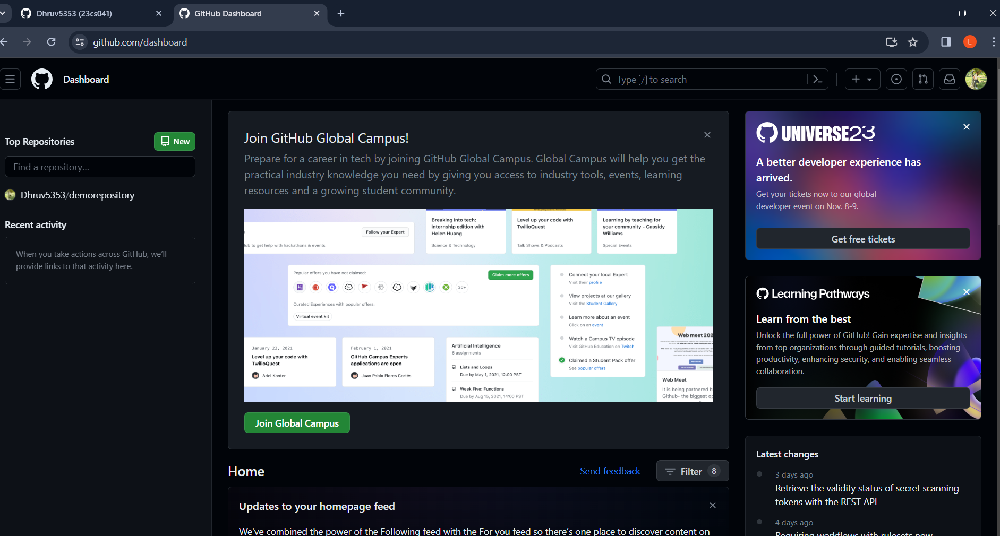 Dhruv5353 (23cs041)
GitHub Dashboard
github.com/dashboard
L
Dashboard
Type / to search
Top Repositories
New
Find a repository...
Dhruv5353/demorepository
Recent activity
When you take actions across GitHub, we'll
provide links to that activity here.
Join GitHub Global Campus!
Prepare for a career in tech by joining GitHub Global Campus. Global Campus will help you get the
practical industry knowledge you need by giving you access to industry tools, events, learning
resources and a growing student community.
Follow your Expert
to get help with hackathons & events.
Breaking into tech:
internship edition with
Helen Huang
Science & Technology
Level up your code with
TwilioQuest
Talk Shows & Podcasts
Learning by teaching for
your community - Cassidy
Williams
Special Events
Popular offers you have not claimed:
Claim more offers
20+
Curated Experiences with popular offers:
Virtual event kit
Connect your local Expert
Visit their profile
View projects at our gallery
Visit the Student Gallery
Learn more about an event
Click on an event
Watch a Campus TV episode
Visit GitHub Education on Twitch
Claimed a Student Pack offer
See popular offers
January 22, 2021
Level up your code with
TwilioQuest
Ariel Kanter
February 1, 2021
GitHub Campus Experts
applications are open
Juan Pablo Flores Cortés
Artificial Intelligence
6 assignments
Lists and Loops
Due by May 1, 2021, 12:00 PST
Week Five: Functions
Due by Aug 15, 2021, 14:00 PST
Web meet 202
Web Meet
It is being partnered b
Github- the biggest op
Join Global Campus
Home
Send feedback
Filter 8
Updates to your homepage feed
We've combined the power of the Following feed with the For you feed so there's one place to discover content on
UNIVERSE23
A better developer experience has
arrived.
Get your tickets now to our global
developer event on Nov. 8-9.
Get free tickets
Learning Pathways
Learn from the best
Unlock the full power of GitHub! Gain expertise and insights
from top organizations through guided tutorials, boosting
productivity, enhancing security, and enabling seamless
collaboration.
Start learning
Latest changes
3 days ago
Retrieve the validity status of secret scanning
tokens with the REST API
4 days ago
Requiring workflows with rulesets now